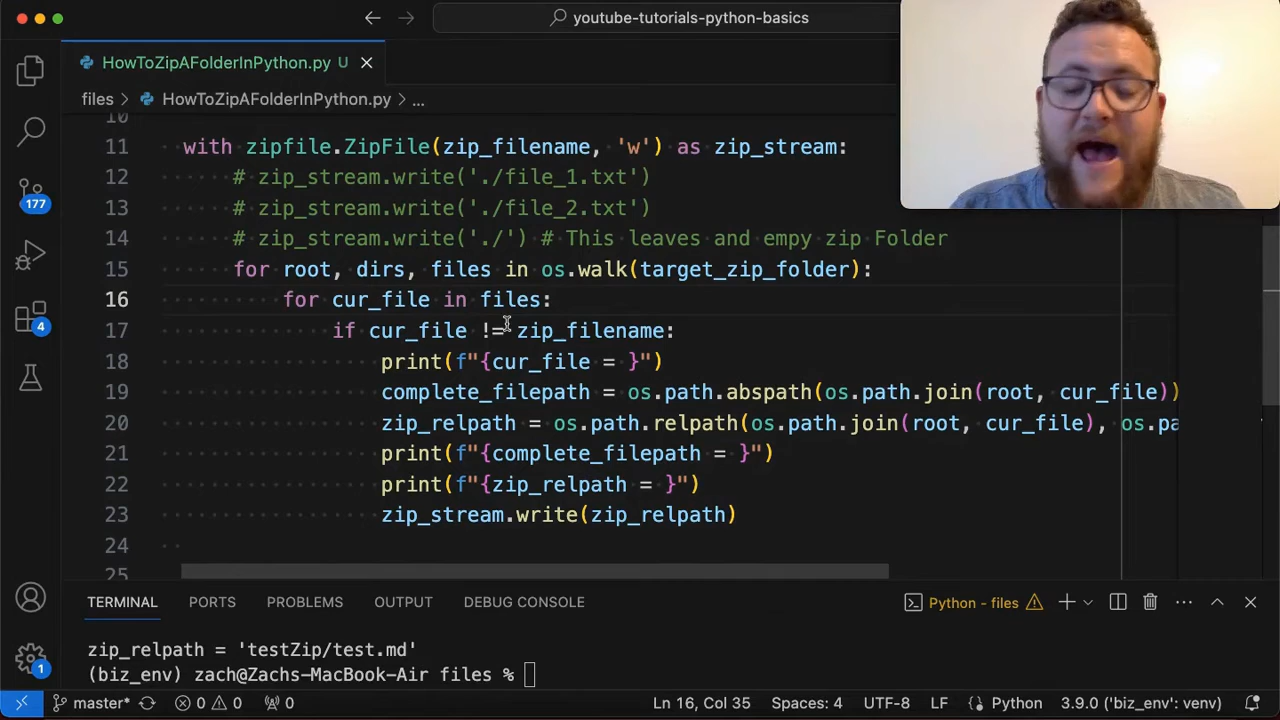 youtube-tutorials-python-basics
HowToZipAFolderInPython.py U
files > HowToZipAFolderInPython.py > ...
10
11 with zipfile.ZipFile(zip_filename, 'w') as zip_stream:
12 # zip_stream.write('./file_1.txt')
13 # zip_stream.write('./file_2.txt')
14 # zip_stream.write('./') # This leaves and empy zip Folder
15 for root, dirs, files in os.walk(target_zip_folder):
16 for cur_file in files:
17 if cur_file != zip_filename:
18 print(f"{cur_file = }")
19 complete_filepath = os.path.abspath(os.path.join(root, cur_file))
20 zip_relpath = os.path.relpath(os.path.join(root, cur_file), os.pa
21 print(f"{complete_filepath = }")
22 print(f"{zip_relpath = }")
23 zip_stream.write(zip_relpath)
24
25
177
4
1
TERMINAL PORTS PROBLEMS OUTPUT DEBUG CONSOLE Python - files
zip_relpath = 'testZip/test.md'
(biz_env) zach@Zachs-MacBook-Air files %
master* 0 0 0 Ln 16, Col 35 Spaces: 4 UTF-8 LF Python 3.9.0 ('biz_env': venv)